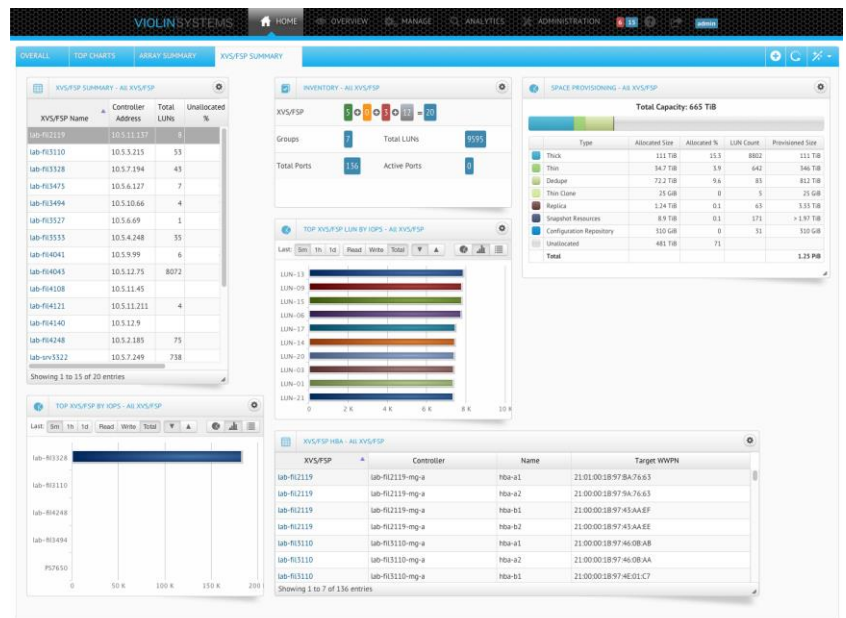 VIOLIN SYSTEMS HOME OVERVIEW MANAGE ANALYTICS ADMINISTRATION 6 15 admin
OVERALL TOP CHARTS ARRAY SUMMARY XVS/FSP SUMMARY
XVS/FSP SUMMARY - All XVS/FSP
XVS/FSP Name Controller Address Total LUNs Unallocated %
lab-fil2119 10.5.11.137 8
lab-fil3110 10.5.3.215 53
lab-fil3328 10.5.7.194 43
lab-fil3473 10.5.6.127 7
lab-fil3494 10.5.10.66 4
lab-fil3527 10.5.6.69 1
lab-fil3533 10.5.4.248 55
lab-fil4041 10.5.9.99 6
lab-fil4043 10.5.12.75 8072
lab-fil4108 10.5.11.45
lab-fil4121 10.5.11.211 4
lab-fil4140 10.5.12.9
lab-fil4248 10.5.2.185 75
lab-srv3322 10.5.7.249 738
Showing 1 to 15 of 20 entries
INVENTORY - All XVS/FSP
XVS/FSP 5 + 0 + 3 + 12 = 20
Groups 7 Total LUNs 9595
Total Ports 136 Active Ports 0
SPACE PROVISIONING - All XVS/FSP
Total Capacity: 665 TiB
Type Allocated Size Allocated % LUN Count Provisioned Size
Thick 111 TiB 15.3 8802 111 TiB
Thin 34.7 TiB 3.9 642 346 TiB
Dedupe 72.2 TiB 9.6 83 812 TiB
Thin Clone 25 GiB 0 5 25 GiB
Replica 1.24 TiB 0.1 63 3.33 TiB
Snapshot Resources 8.9 TiB 0.1 171 > 1.97 TiB
Configuration Repository 310 GiB 0 31 310 GiB
Unallocated 481 TiB 71
Total 1.25 PiB
TOP XVS/FSP LUN BY IOPS - All XVS/FSP
Last: 5m 1h 1d Read Write Total
LUN-13
LUN-09
LUN-15
LUN-06
LUN-17
LUN-14
LUN-20
LUN-03
LUN-01
LUN-21
0 2 K 4 K 6 K 8 K 10 K
TOP XVS/FSP BY IOPS - All XVS/FSP
Last: 5m 1h 1d Read Write Total
lab-fil3328
lab-fil3110
lab-fil4248
lab-fil3494
PS7650
0 50 K 100 K 150 K 200
XVS/FSP HBA - All XVS/FSP
XVS/FSP Controller Name Target WWPN
lab-fil2119 lab-fil2119-mg-a hba-a1 21:01:00:1B:97:BA:76:63
lab-fil2119 lab-fil2119-mg-a hba-a2 21:00:00:1B:97:9A:76:63
lab-fil2119 lab-fil2119-mg-a hba-b1 21:00:00:1B:97:43:AA:EF
lab-fil2119 lab-fil2119-mg-a hba-b2 21:00:00:1B:97:43:AA:EE
lab-fil3110 lab-fil3110-mg-a hba-a1 21:00:00:1B:97:46:0B:AB
lab-fil3110 lab-fil3110-mg-a hba-a2 21:00:00:1B:97:46:0B:AA
lab-fil3110 lab-fil3110-mg-a hba-b1 21:00:00:1B:97:4E:01:C7
Showing 1 to 7 of 136 entries